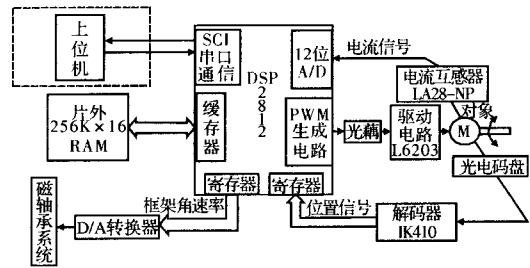 上位机
SCI
串口
通信
DSP
2812
12位
A/D
电流信号
电流互感器
LA28-NP
片外
256K×16
RAM
缓存器
PWM
生成
电路
光耦
驱动
电路
L6203
对象
M
光电码盘
寄存器
寄存器
框架角速率
位置信号
解码器
IK410
D/A转换器
磁轴承系统